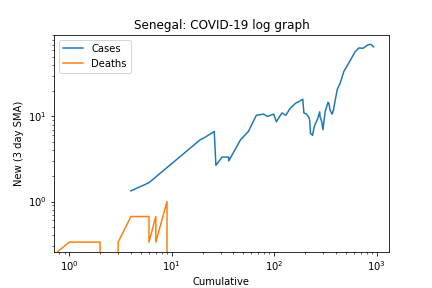 Senegal: COVID-19 log graph
Cases
Deaths
New (3 day SMA)
10¹
10⁰
10⁰ 10¹ 10² 10³
Cumulative